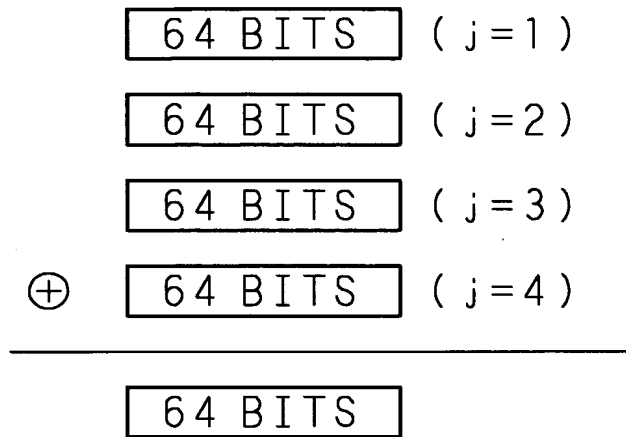 64 BITS (j=1)
64 BITS (j=2)
64 BITS (j=3)
⊕ 64 BITS (j=4)
64 BITS